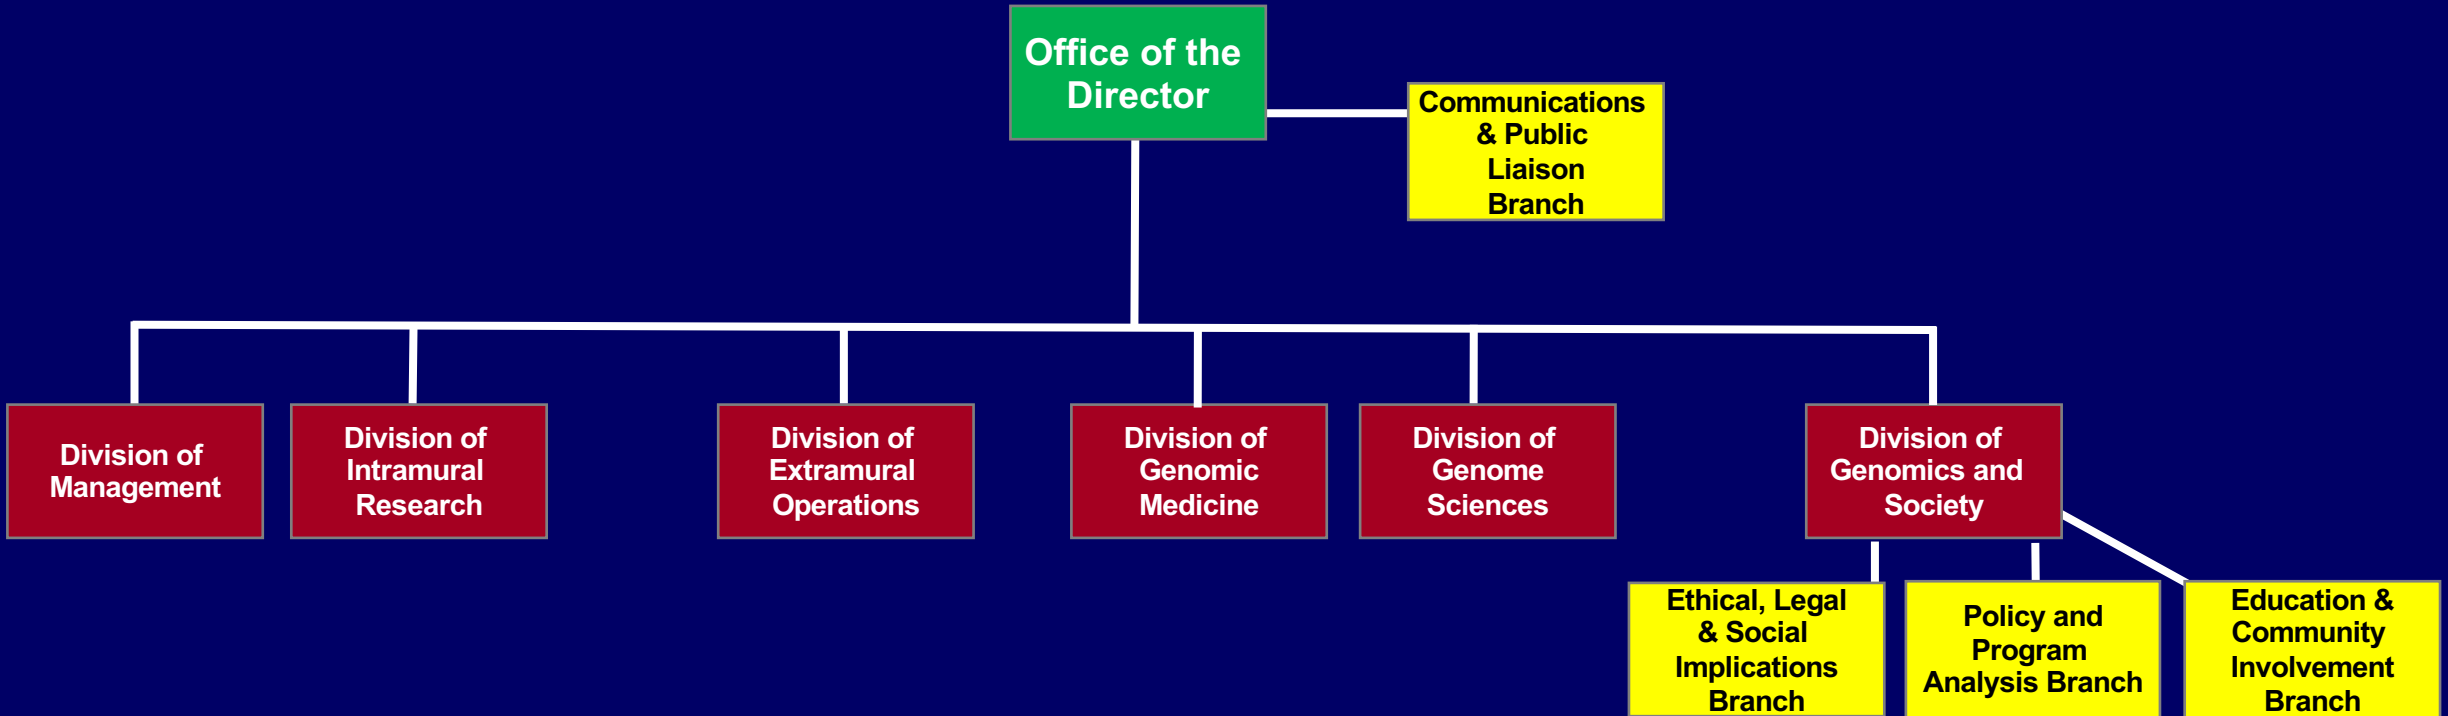 Office of the
Director
Communications
& Public
Liaison
Branch
Division of
Management
Division of
Intramural
Research
Division of
Extramural
Operations
Division of
Genomic
Medicine
Division of
Genome
Sciences
Division of
Genomics and
Society
Ethical, Legal
& Social
Implications
Branch
Policy and
Program
Analysis Branch
Education &
Community
Involvement
Branch